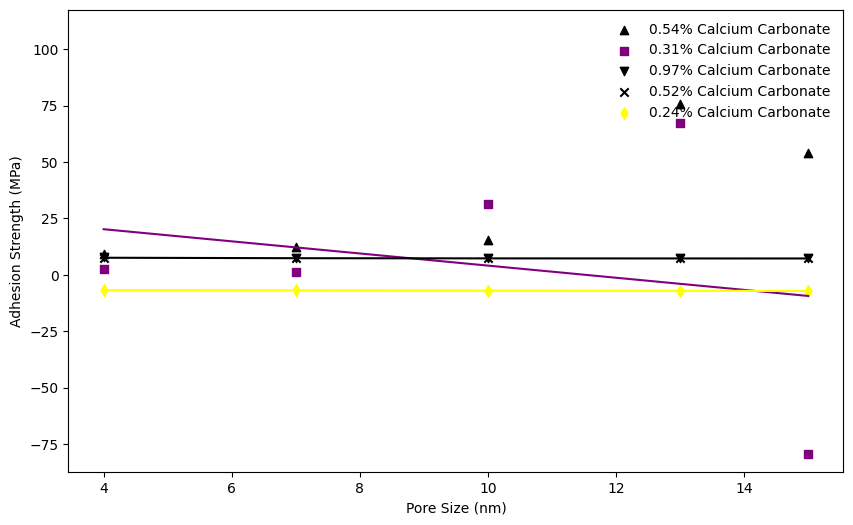 0.54% Calcium Carbonate
0.31% Calcium Carbonate
0.97% Calcium Carbonate
0.52% Calcium Carbonate
0.24% Calcium Carbonate
100
75
50
25
0
−25
−50
−75
Adhesion Strength (MPa)
4 6 8 10 12 14
Pore Size (nm)